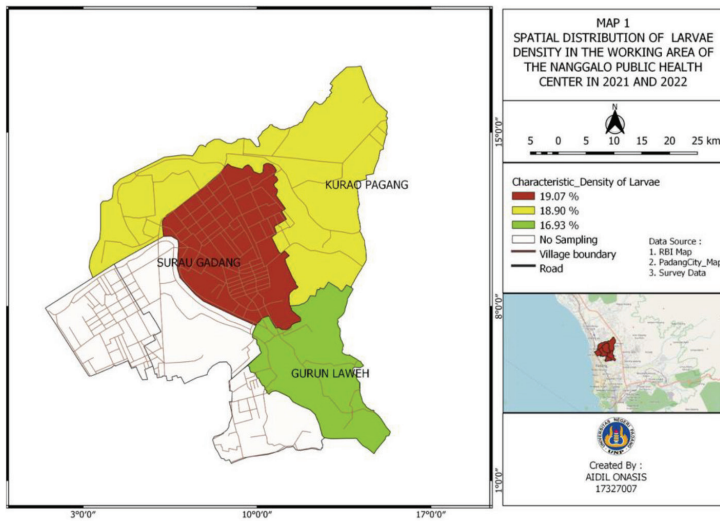 MAP 1
SPATIAL DISTRIBUTION OF LARVAE
DENSITY IN THE WORKING AREA OF
THE NANGGALO PUBLIC HEALTH
CENTER IN 2021 AND 2022
N
5 0 5 10 15 20 25 km
Characteristic_Density of Larvae
19.07 %
18.90 %
16.93 %
No Sampling
Village boundary
Road
Data Source :
1. RBI Map
2. PadangCity_Map
3. Survey Data
UNIVERSITAS NEGERI PADANG
UNP
Created By :
AIDIL ONASIS
17327007
KURAO PAGANG
SURAU GADANG
GURUN LAWEH
15°0'0"
8°0'0"
1°0'0"
3°0'0"
10°0'0"
17°0'0"